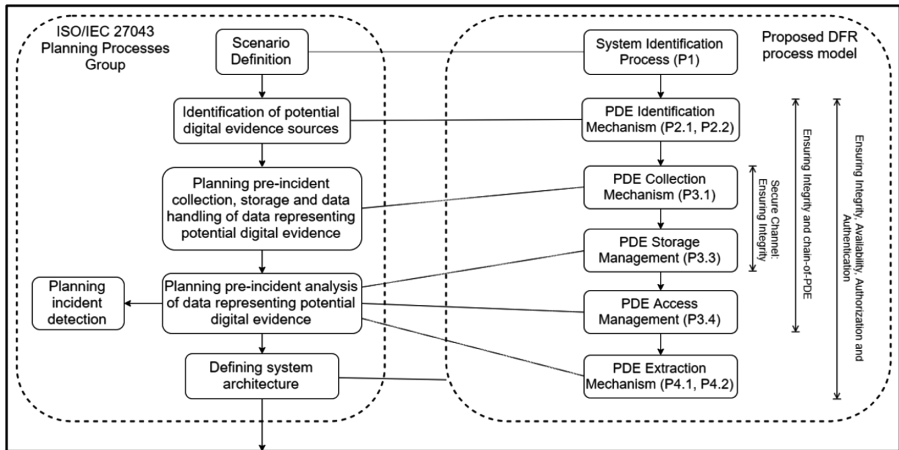 ISO/IEC 27043
Planning Processes
Group
Scenario
Definition
Identification of potential
digital evidence sources
Planning pre-incident
collection, storage and data
handling of data representing
potential digital evidence
Planning pre-incident analysis
of data representing potential
digital evidence
Planning
incident
detection
Defining system
architecture
Proposed DFR
process model
System Identification
Process (P1)
PDE Identification
Mechanism (P2.1, P2.2)
PDE Collection
Mechanism (P3.1)
PDE Storage
Management (P3.3)
PDE Access
Management (P3.4)
PDE Extraction
Mechanism (P4.1, P4.2)
Secure Channel:
Ensuring Integrity
Ensuring Integrity and chain-of-PDE
Ensuring Integrity, Availability, Authorization and
Authentication